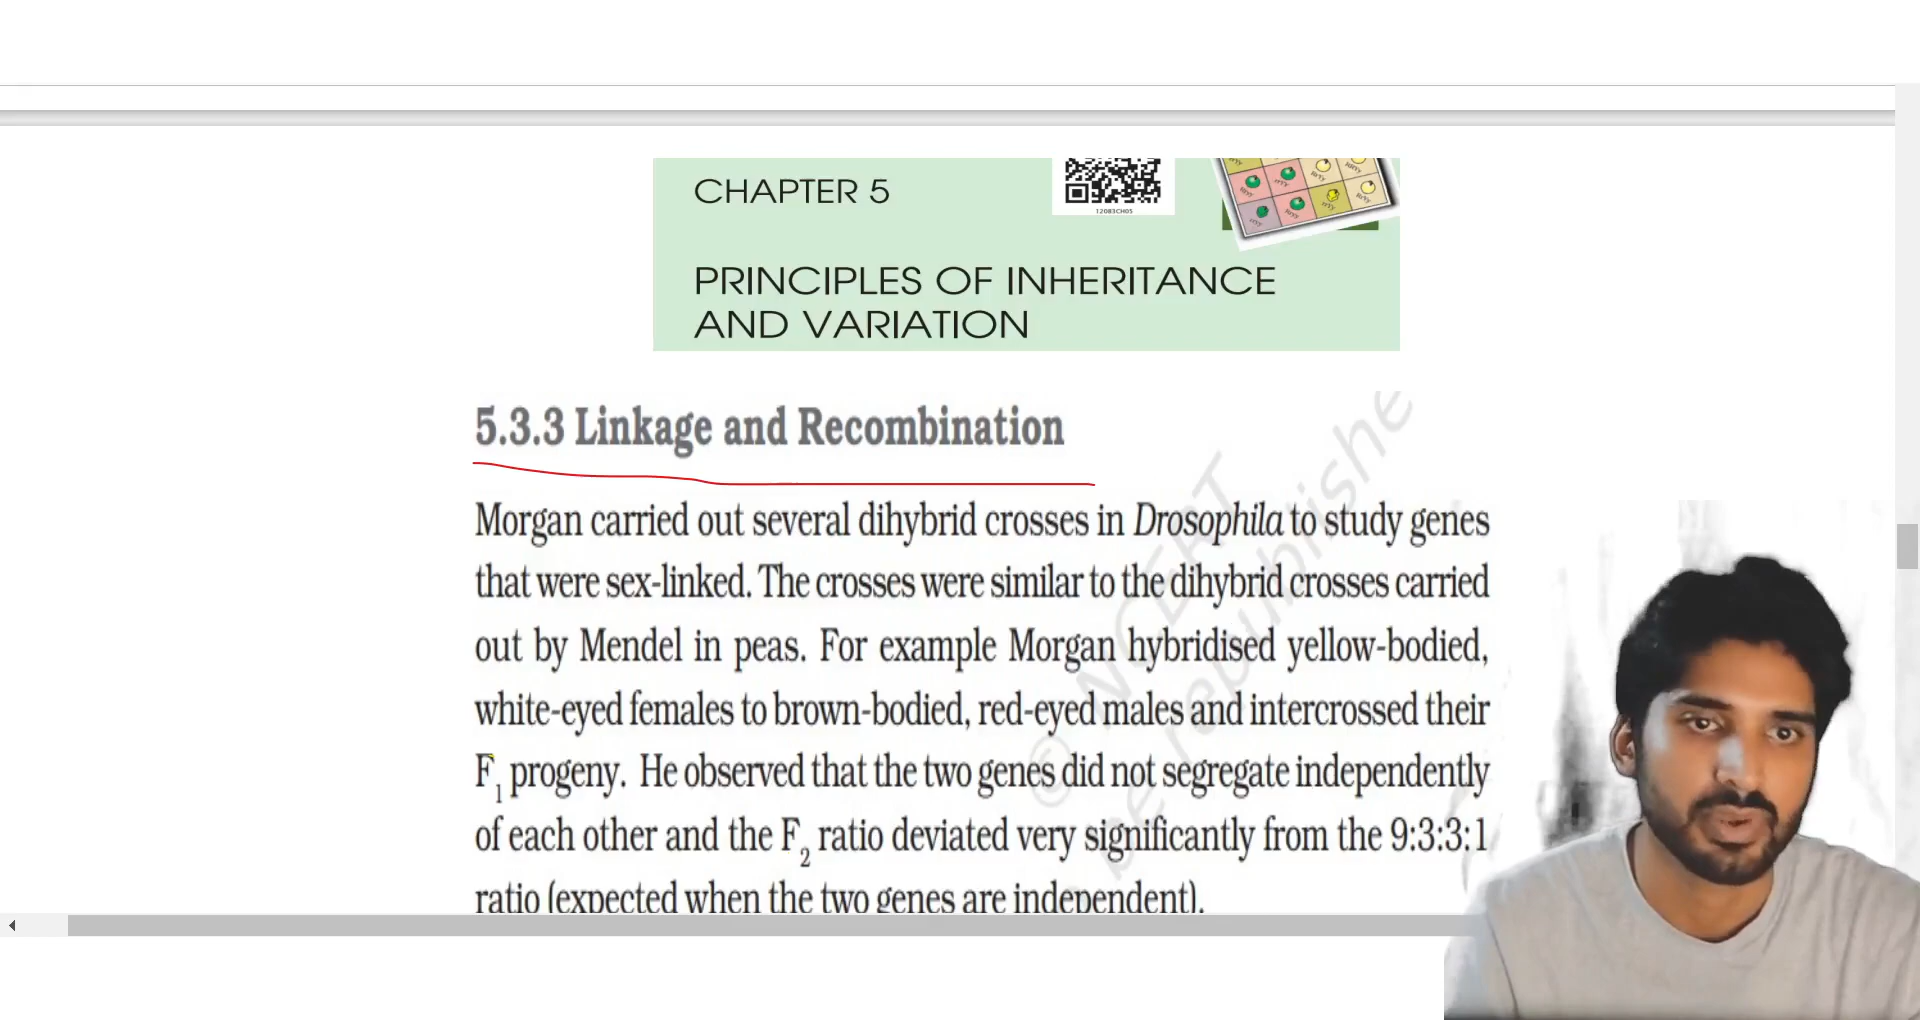 CHAPTER 5
12083CH05
PRINCIPLES OF INHERITANCE
AND VARIATION
5.3.3 Linkage and Recombination
Morgan carried out several dihybrid crosses in Drosophila to study genes
that were sex-linked. The crosses were similar to the dihybrid crosses carried
out by Mendel in peas. For example Morgan hybridised yellow-bodied,
white-eyed females to brown-bodied, red-eyed males and intercrossed their
F1 progeny. He observed that the two genes did not segregate independently
of each other and the F2 ratio deviated very significantly from the 9:3:3:1
ratio (expected when the two genes are independent).
© NCERT
be republishe